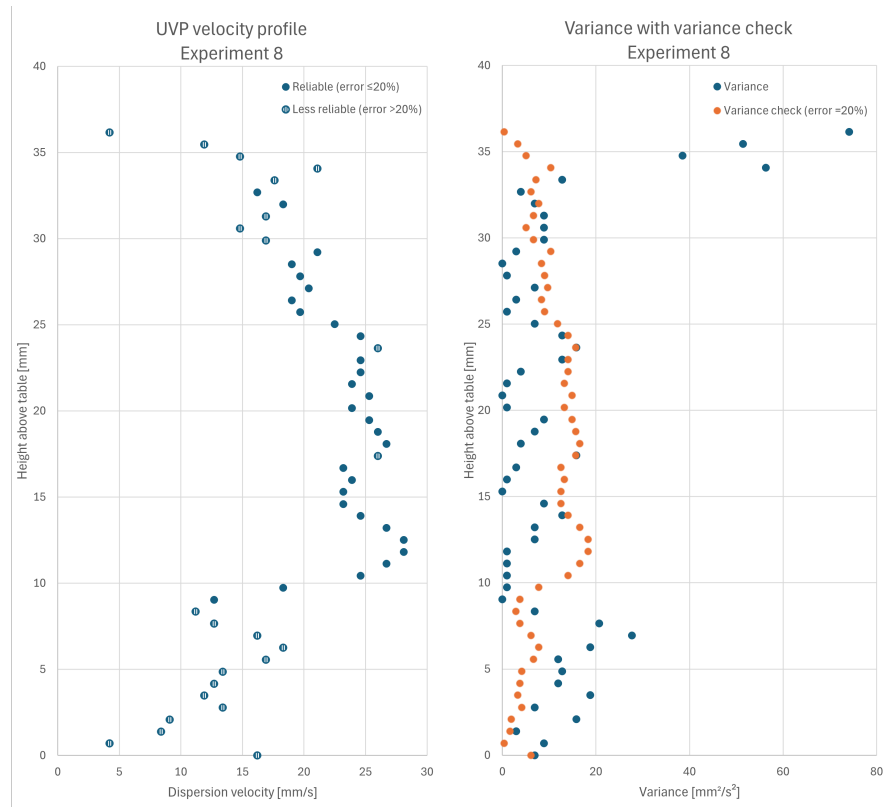 UVP velocity profile
Experiment 8
Reliable (error ≤20%)
Less reliable (error >20%)
40
35
30
25
20
15
10
5
0
Height above table [mm]
0 5 10 15 20 25 30
Dispersion velocity [mm/s]
Variance with variance check
Experiment 8
Variance
Variance check (error =20%)
40
35
30
25
20
15
10
5
0
Height above table [mm]
0 20 40 60 80
Variance [mm²/s²]